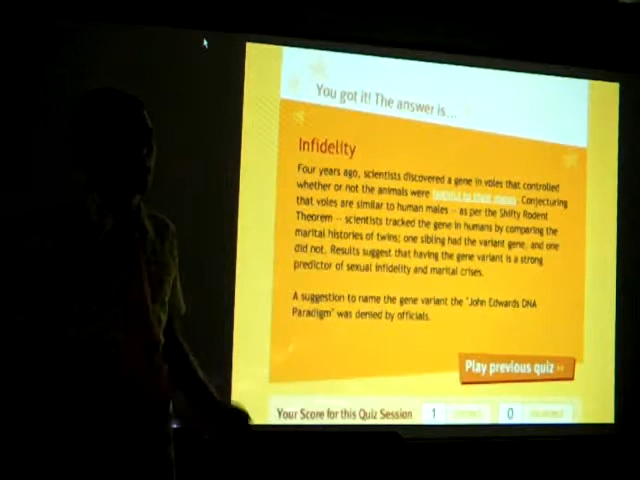 You got it! The answer is...
Infidelity
Four years ago, scientists discovered a gene in voles that controlled
whether or not the animals were faithful to their mates. Conjecturing
that voles are similar to human males -- as per the Shifty Rodent
Theorem -- scientists tracked the gene in humans by comparing the
marital histories of twins; one sibling had the variant gene, and one
did not. Results suggest that having the gene variant is a strong
predictor of sexual infidelity and marital crises.
A suggestion to name the gene variant the "John Edwards DNA
Paradigm" was denied by officials.
Play previous quiz
Your Score for this Quiz Session
1 correct 0 incorrect